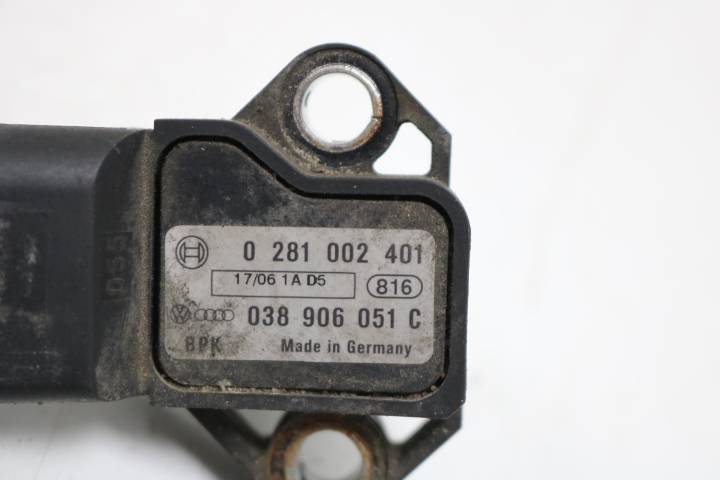 0 281 002 401
17/06 1A D5
816
038 906 051 C
BPK
Made in Germany